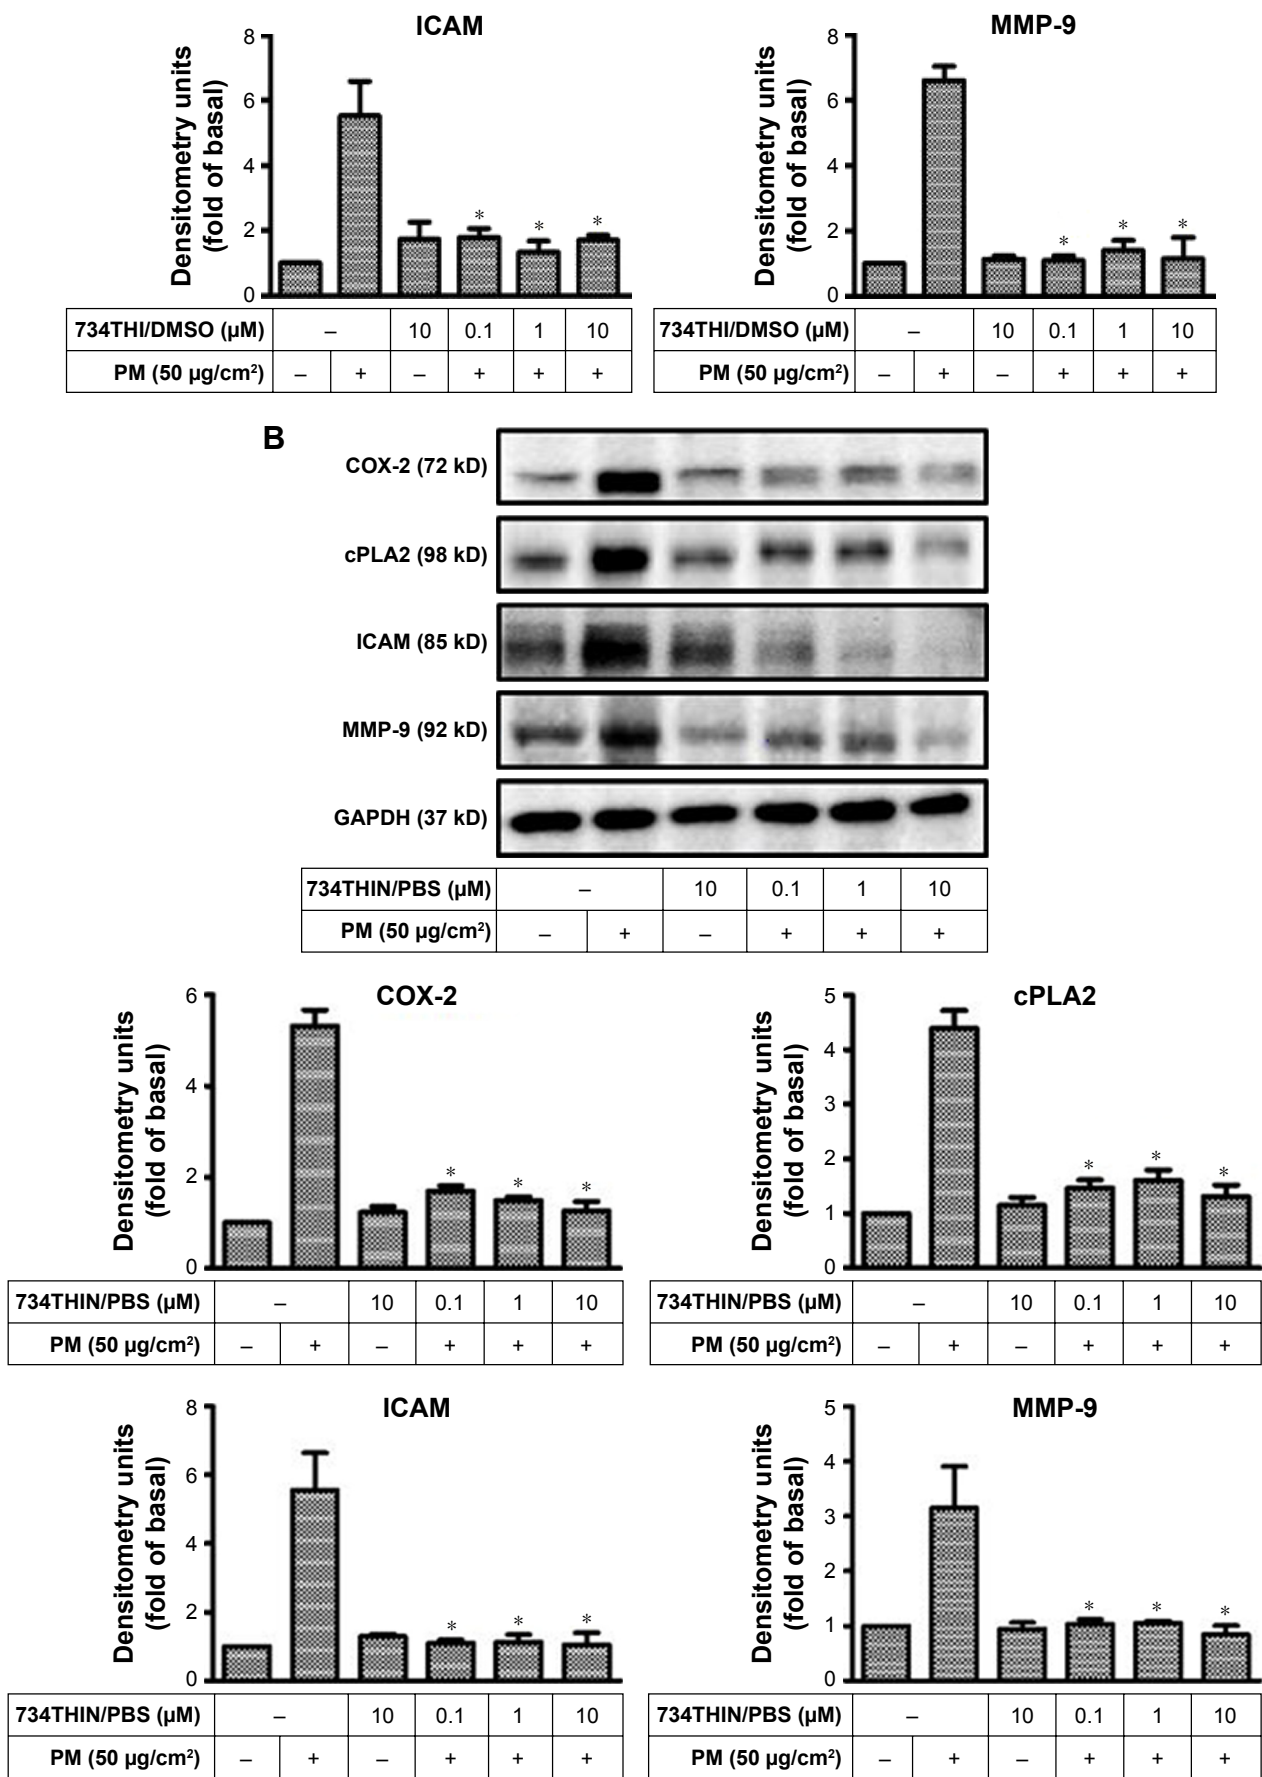 ICAM
Densitometry units
(fold of basal)
8
6
4
2
0
* * *
734THI/DMSO (µM) – 10 0.1 1 10
PM (50 µg/cm²) – + – + + +
MMP-9
Densitometry units
(fold of basal)
8
6
4
2
0
* * *
734THI/DMSO (µM) – 10 0.1 1 10
PM (50 µg/cm²) – + – + + +
B
COX-2 (72 kD)
cPLA2 (98 kD)
ICAM (85 kD)
MMP-9 (92 kD)
GAPDH (37 kD)
734THIN/PBS (µM) – 10 0.1 1 10
PM (50 µg/cm²) – + – + + +
COX-2
Densitometry units
(fold of basal)
6
4
2
0
* * *
734THIN/PBS (µM) – 10 0.1 1 10
PM (50 µg/cm²) – + – + + +
cPLA2
Densitometry units
(fold of basal)
5
4
3
2
1
0
* * *
734THIN/PBS (µM) – 10 0.1 1 10
PM (50 µg/cm²) – + – + + +
ICAM
Densitometry units
(fold of basal)
8
6
4
2
0
* * *
734THIN/PBS (µM) – 10 0.1 1 10
PM (50 µg/cm²) – + – + + +
MMP-9
Densitometry units
(fold of basal)
5
4
3
2
1
0
* * *
734THIN/PBS (µM) – 10 0.1 1 10
PM (50 µg/cm²) – + – + + +